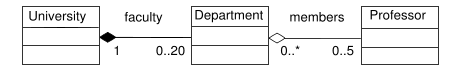 University faculty Department members Professor
1 0..20 0..* 0..5